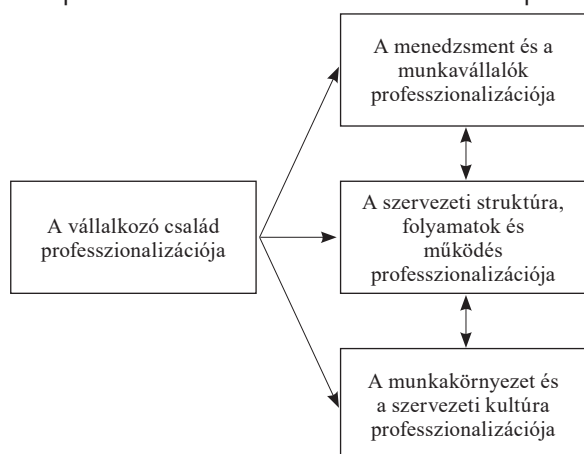 A menedzsment és a
munkavállalók
professzionalizációja
A vállalkozó család
professzionalizációja
A szervezeti struktúra,
folyamatok és
működés
professzionalizációja
A munkakörnyezet és
a szervezeti kultúra
professzionalizációja